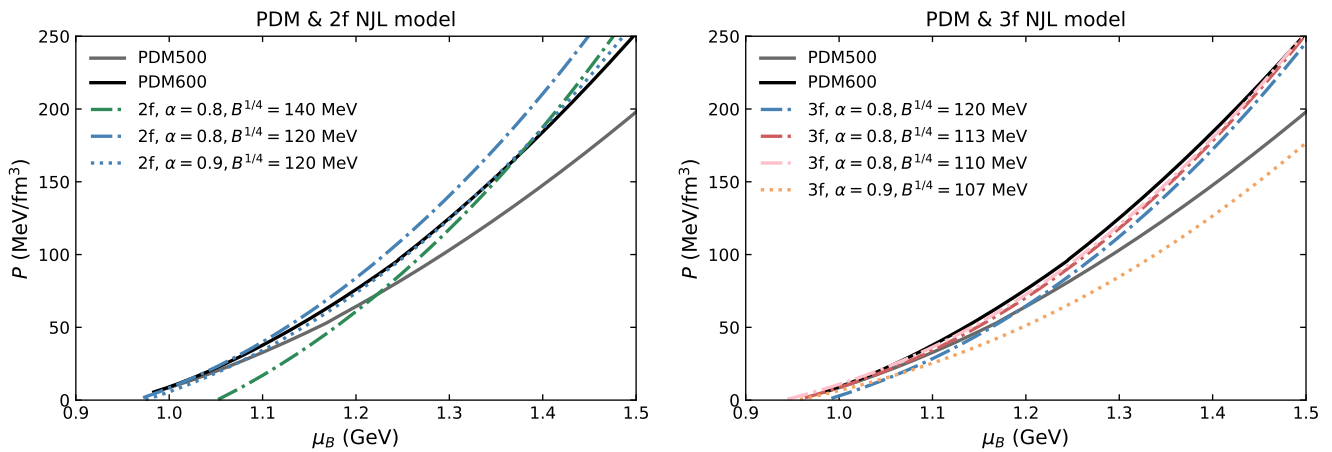 PDM & 2f NJL model
250
200
150
100
50
0
P (MeV/fm³)
PDM500
PDM600
2f, α = 0.8, B^{1/4} = 140 MeV
2f, α = 0.8, B^{1/4} = 120 MeV
2f, α = 0.9, B^{1/4} = 120 MeV
0.9 1.0 1.1 1.2 1.3 1.4 1.5
μ_B (GeV)
PDM & 3f NJL model
250
200
150
100
50
0
P (MeV/fm³)
PDM500
PDM600
3f, α = 0.8, B^{1/4} = 120 MeV
3f, α = 0.8, B^{1/4} = 113 MeV
3f, α = 0.8, B^{1/4} = 110 MeV
3f, α = 0.9, B^{1/4} = 107 MeV
0.9 1.0 1.1 1.2 1.3 1.4 1.5
μ_B (GeV)